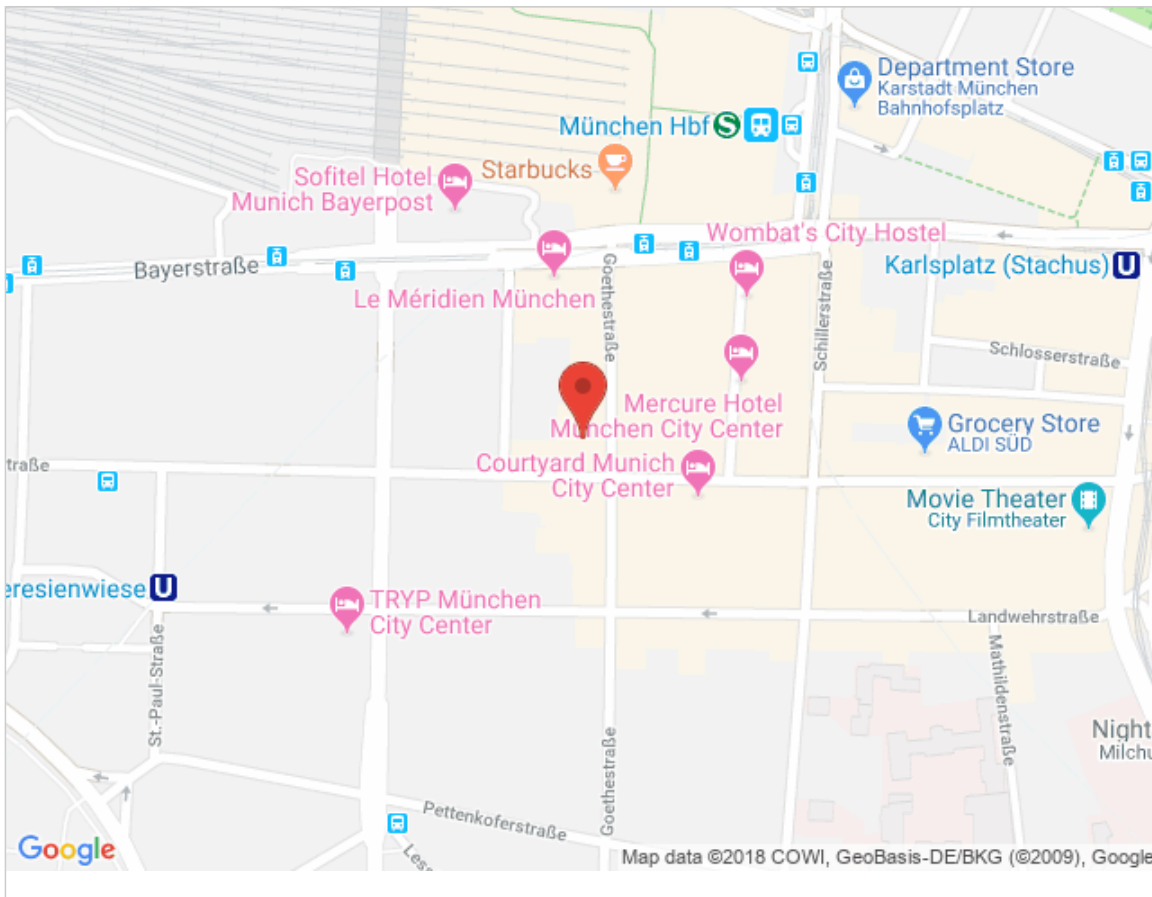 Department Store
Karstadt München
Bahnhofsplatz
München Hbf S
Starbucks
Sofitel Hotel
Munich Bayerpost
Wombat's City Hostel
Bayerstraße
Karlsplatz (Stachus) U
Le Méridien München
Goethestraße
Schillerstraße
Schlosserstraße
Mercure Hotel
München City Center
Grocery Store
ALDI SÜD
Courtyard Munich
City Center
traße
Movie Theater
City Filmtheater
eresienwiese U
TRYP München
City Center
Landwehrstraße
St.-Paul-Straße
Mathildenstraße
Goethestraße
Night
Milchu
Pettenkoferstraße
Less
Google
Map data ©2018 COWI, GeoBasis-DE/BKG (©2009), Google